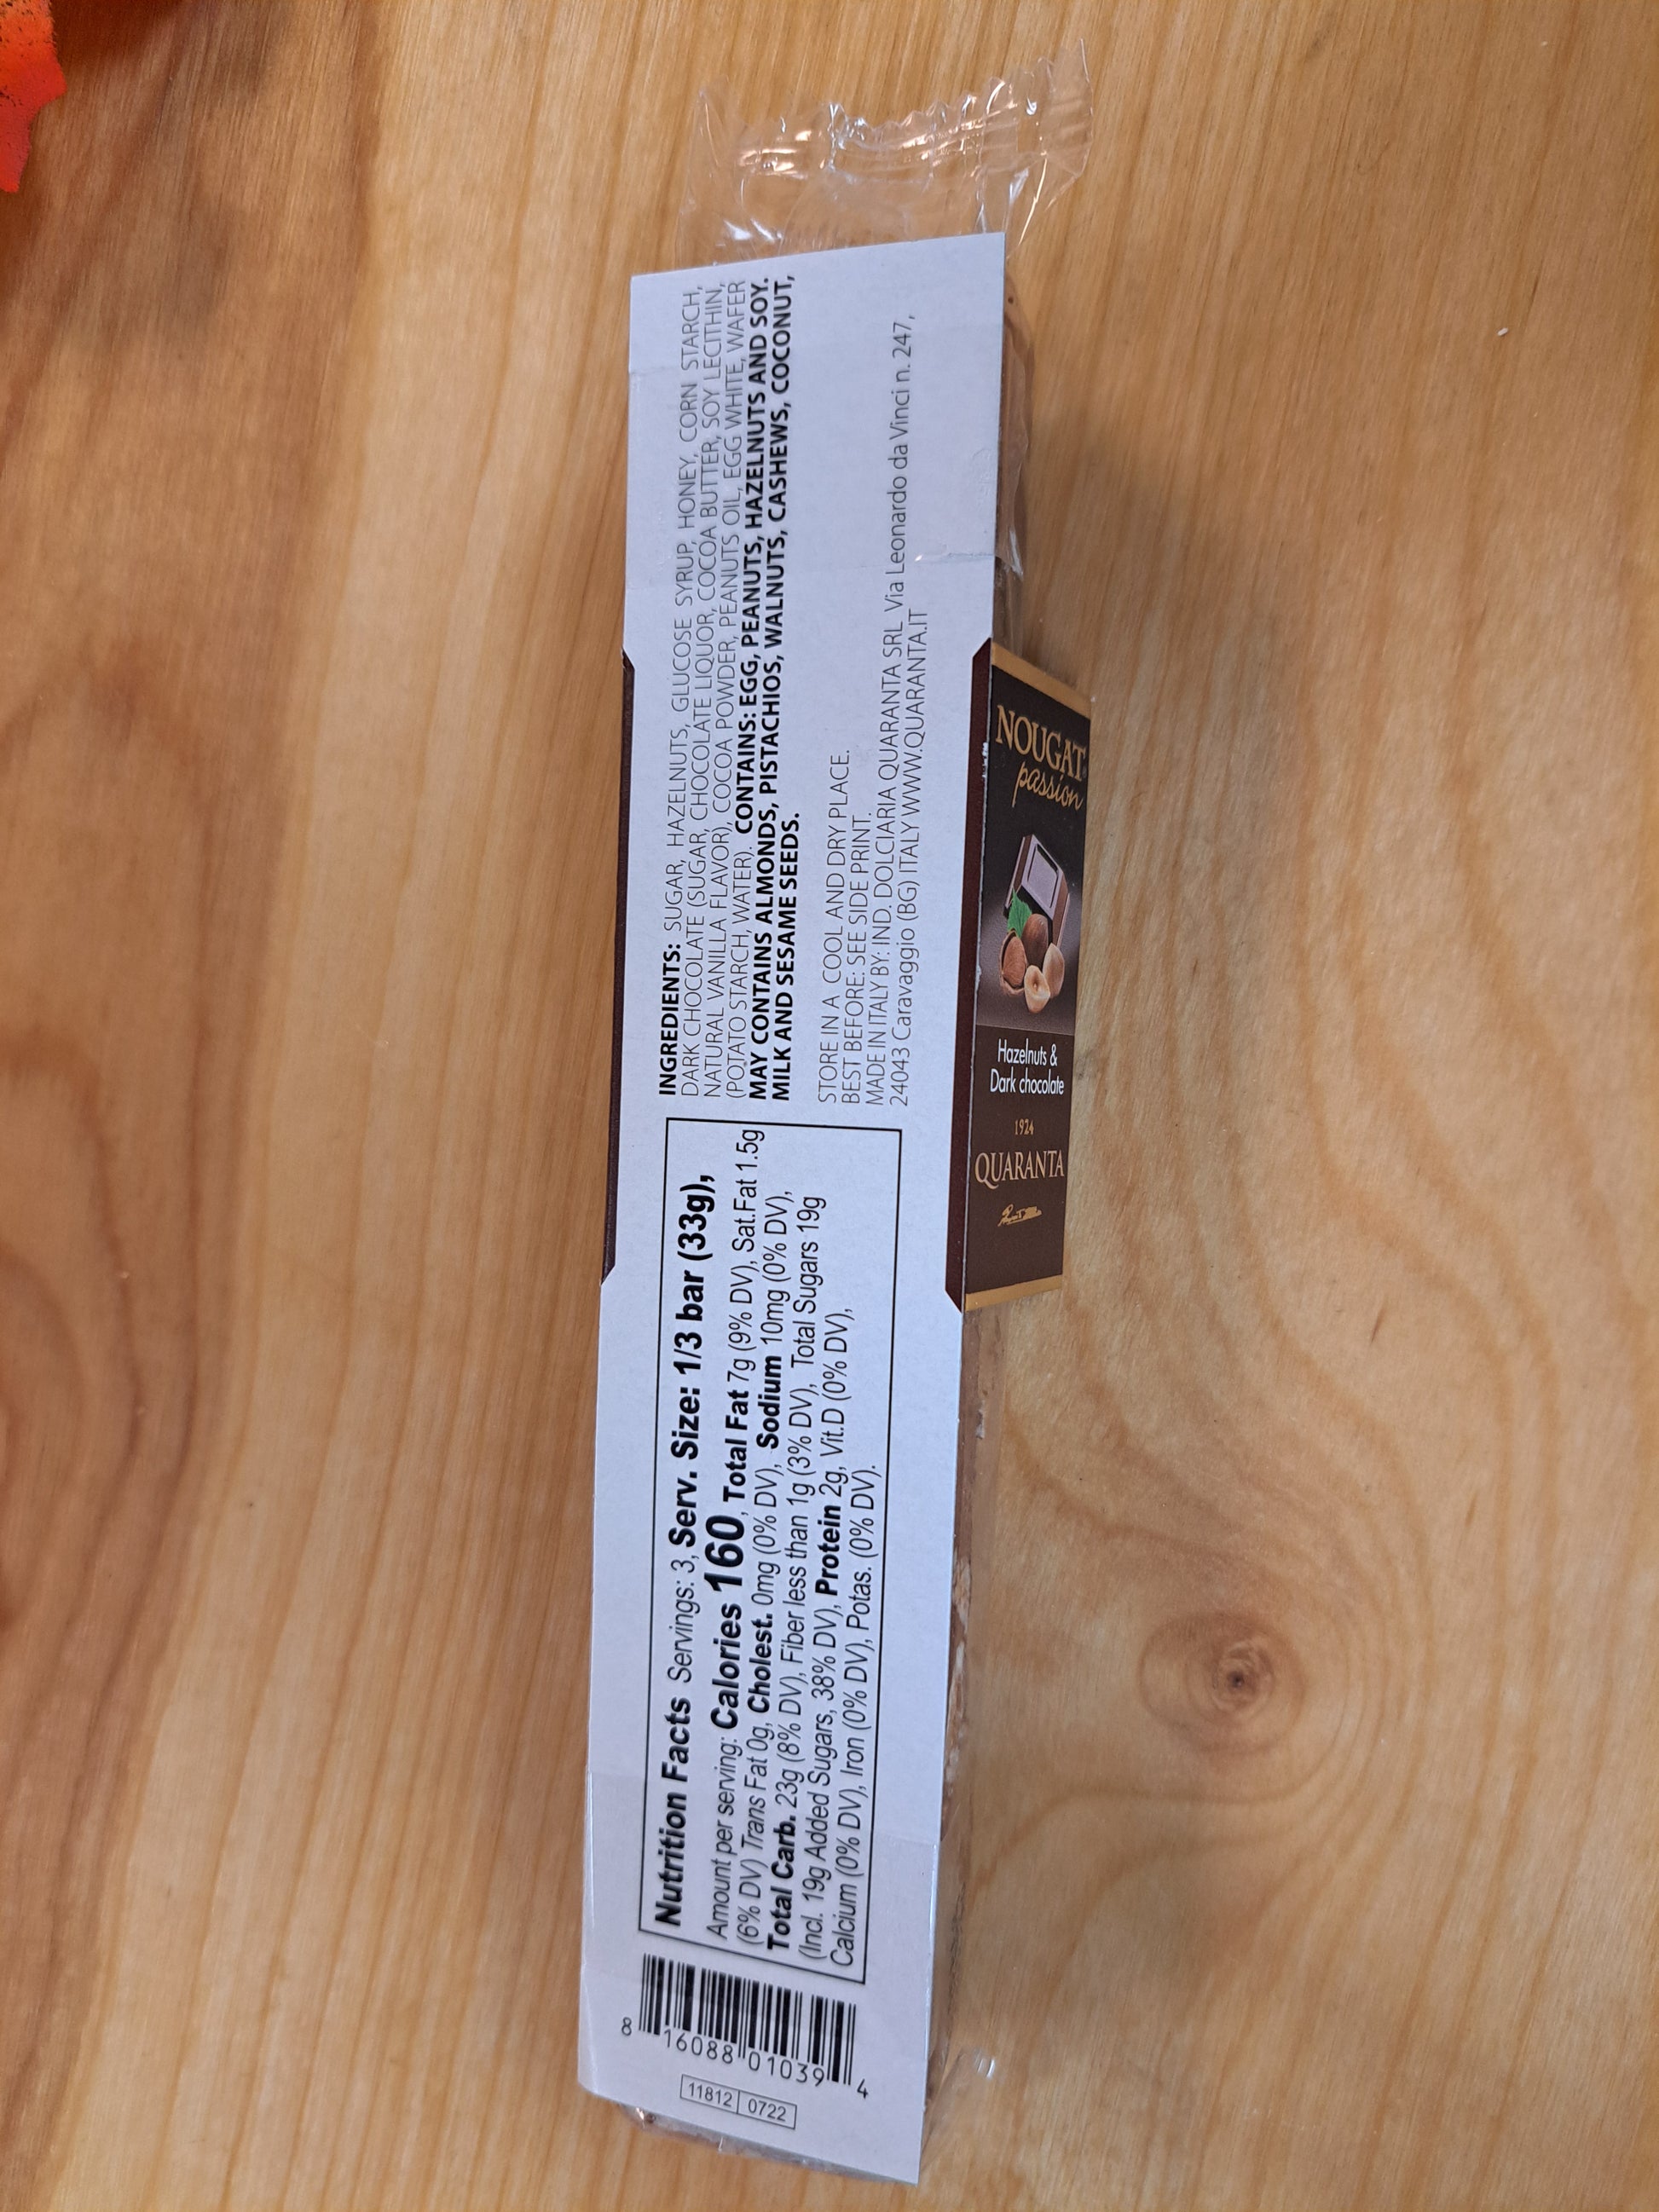 INGREDIENTS: SUGAR, HAZELNUTS, GLUCOSE SYRUP, HONEY, CORN STARCH,
DARK CHOCOLATE (SUGAR, CHOCOLATE LIQUOR, COCOA BUTTER, SOY LECITHIN,
NATURAL VANILLA FLAVOR), COCOA POWDER, PEANUTS OIL, EGG WHITE, WAFER
(POTATO STARCH, WATER). CONTAINS: EGG, PEANUTS, HAZELNUTS AND SOY.
MAY CONTAINS ALMONDS, PISTACHIOS, WALNUTS, CASHEWS, COCONUT,
MILK AND SESAME SEEDS.
STORE IN A COOL AND DRY PLACE.
BEST BEFORE: SEE SIDE PRINT.
MADE IN ITALY BY: IND. DOLCIARIA QUARANTA SRL Via Leonardo da Vinci n. 247,
24043 Caravaggio (BG) ITALY WWW.QUARANTA.IT
Nutrition Facts Servings: 3, Serv. Size: 1/3 bar (33g),
Amount per serving: Calories 160, Total Fat 7g (9% DV), Sat.Fat 1.5g
(6% DV) Trans Fat 0g, Cholest. 0mg (0% DV), Sodium 10mg (0% DV),
Total Carb. 23g (8% DV), Fiber less than 1g (3% DV), Total Sugars 19g
(Incl. 19g Added Sugars, 38% DV), Protein 2g, Vit.D (0% DV),
Calcium (0% DV), Iron (0% DV), Potas. (0% DV).
8 16088 01039 4
11812 0722
NOUGAT
passion
Hazelnuts &
Dark chocolate
1924
QUARANTA